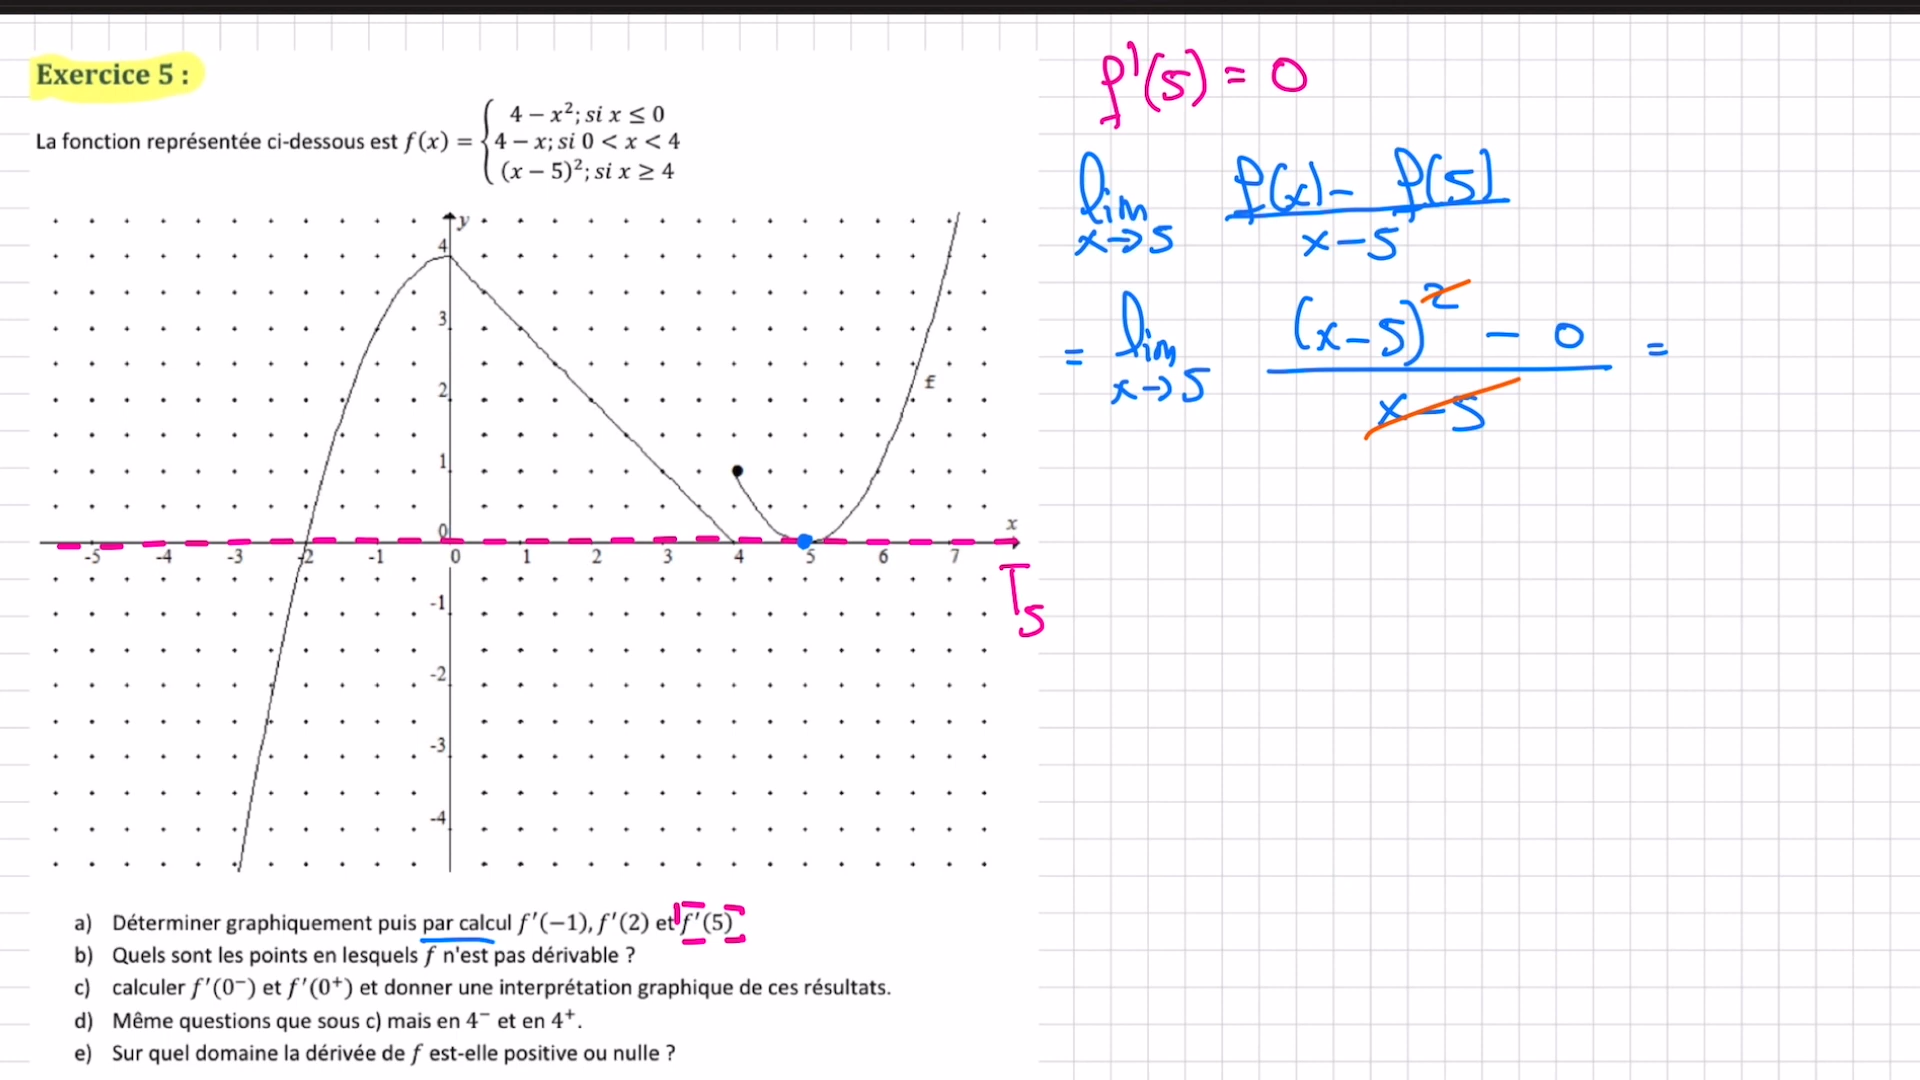 Exercice 5 :
La fonction représentée ci-dessous est f(x) = { 4 − x²; si x ≤ 0
4 − x; si 0 < x < 4
(x − 5)²; si x ≥ 4
y
4
3
2
1
0
f
x
-5 -4 -3 -2 -1 0 1 2 3 4 5 6 7
-1
-2
-3
-4
T₅
a) Déterminer graphiquement puis par calcul f'(−1), f'(2) et f'(5)
b) Quels sont les points en lesquels f n'est pas dérivable ?
c) calculer f'(0⁻) et f'(0⁺) et donner une interprétation graphique de ces résultats.
d) Même questions que sous c) mais en 4⁻ et en 4⁺.
e) Sur quel domaine la dérivée de f est-elle positive ou nulle ?
f'(5) = 0
lim f(x) − f(5)
x→5 x − 5
= lim (x−5)² − 0 =
x→5 x−5